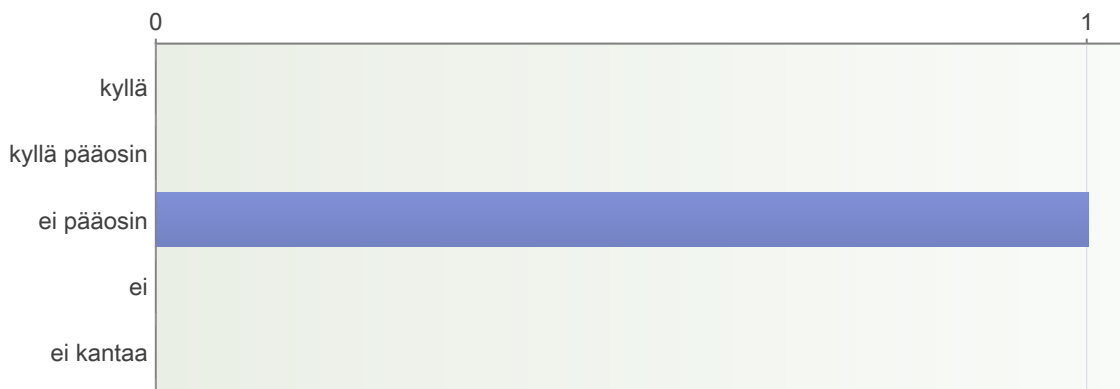 0 1
kyllä
kyllä pääosin
ei pääosin
ei
ei kantaa